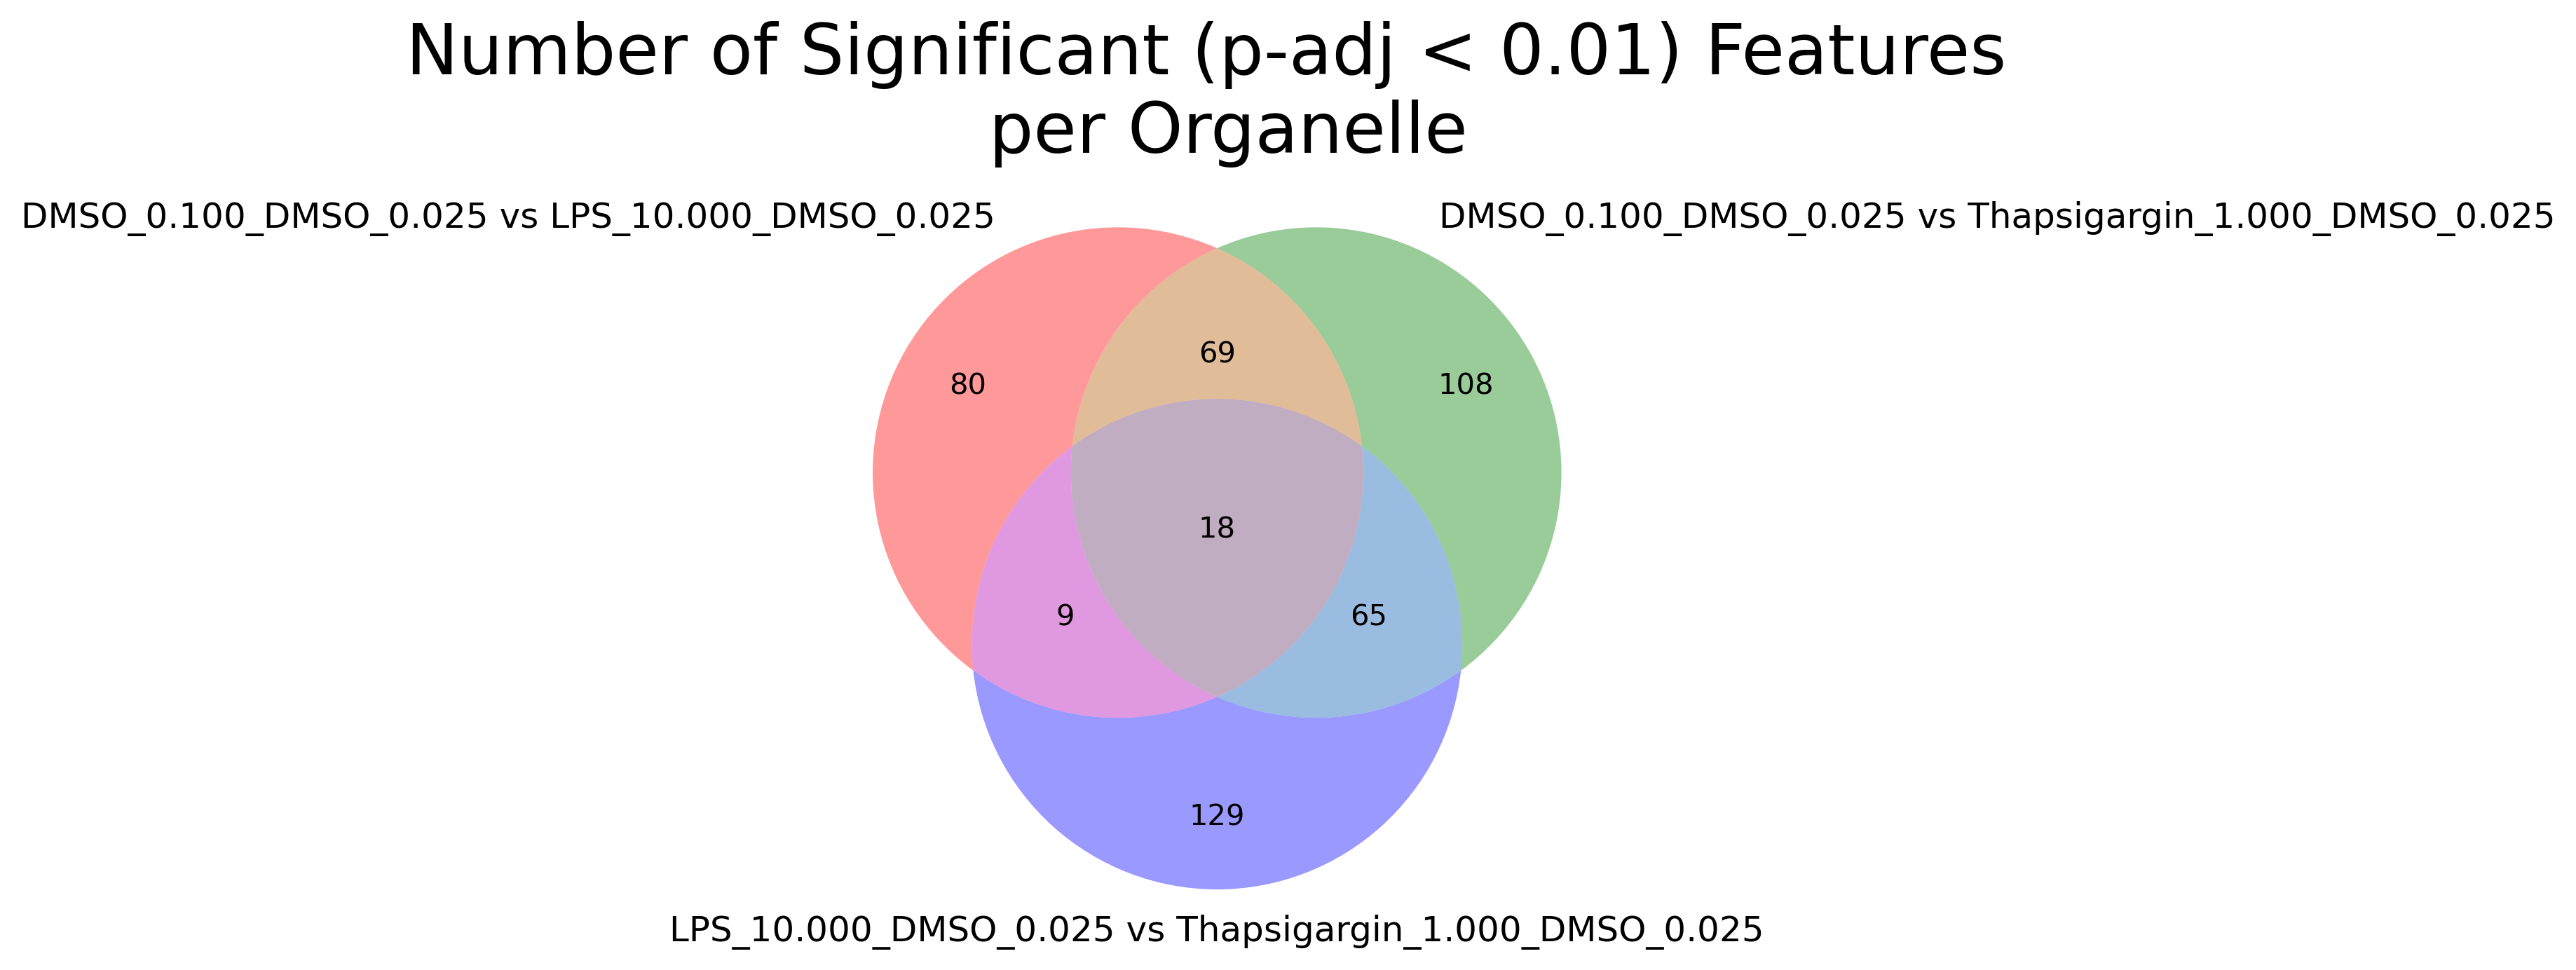 Number of Significant (p-adj < 0.01) Features
per Organelle
DMSO_0.100_DMSO_0.025 vs LPS_10.000_DMSO_0.025
DMSO_0.100_DMSO_0.025 vs Thapsigargin_1.000_DMSO_0.025
69
80
108
18
9
65
129
LPS_10.000_DMSO_0.025 vs Thapsigargin_1.000_DMSO_0.025